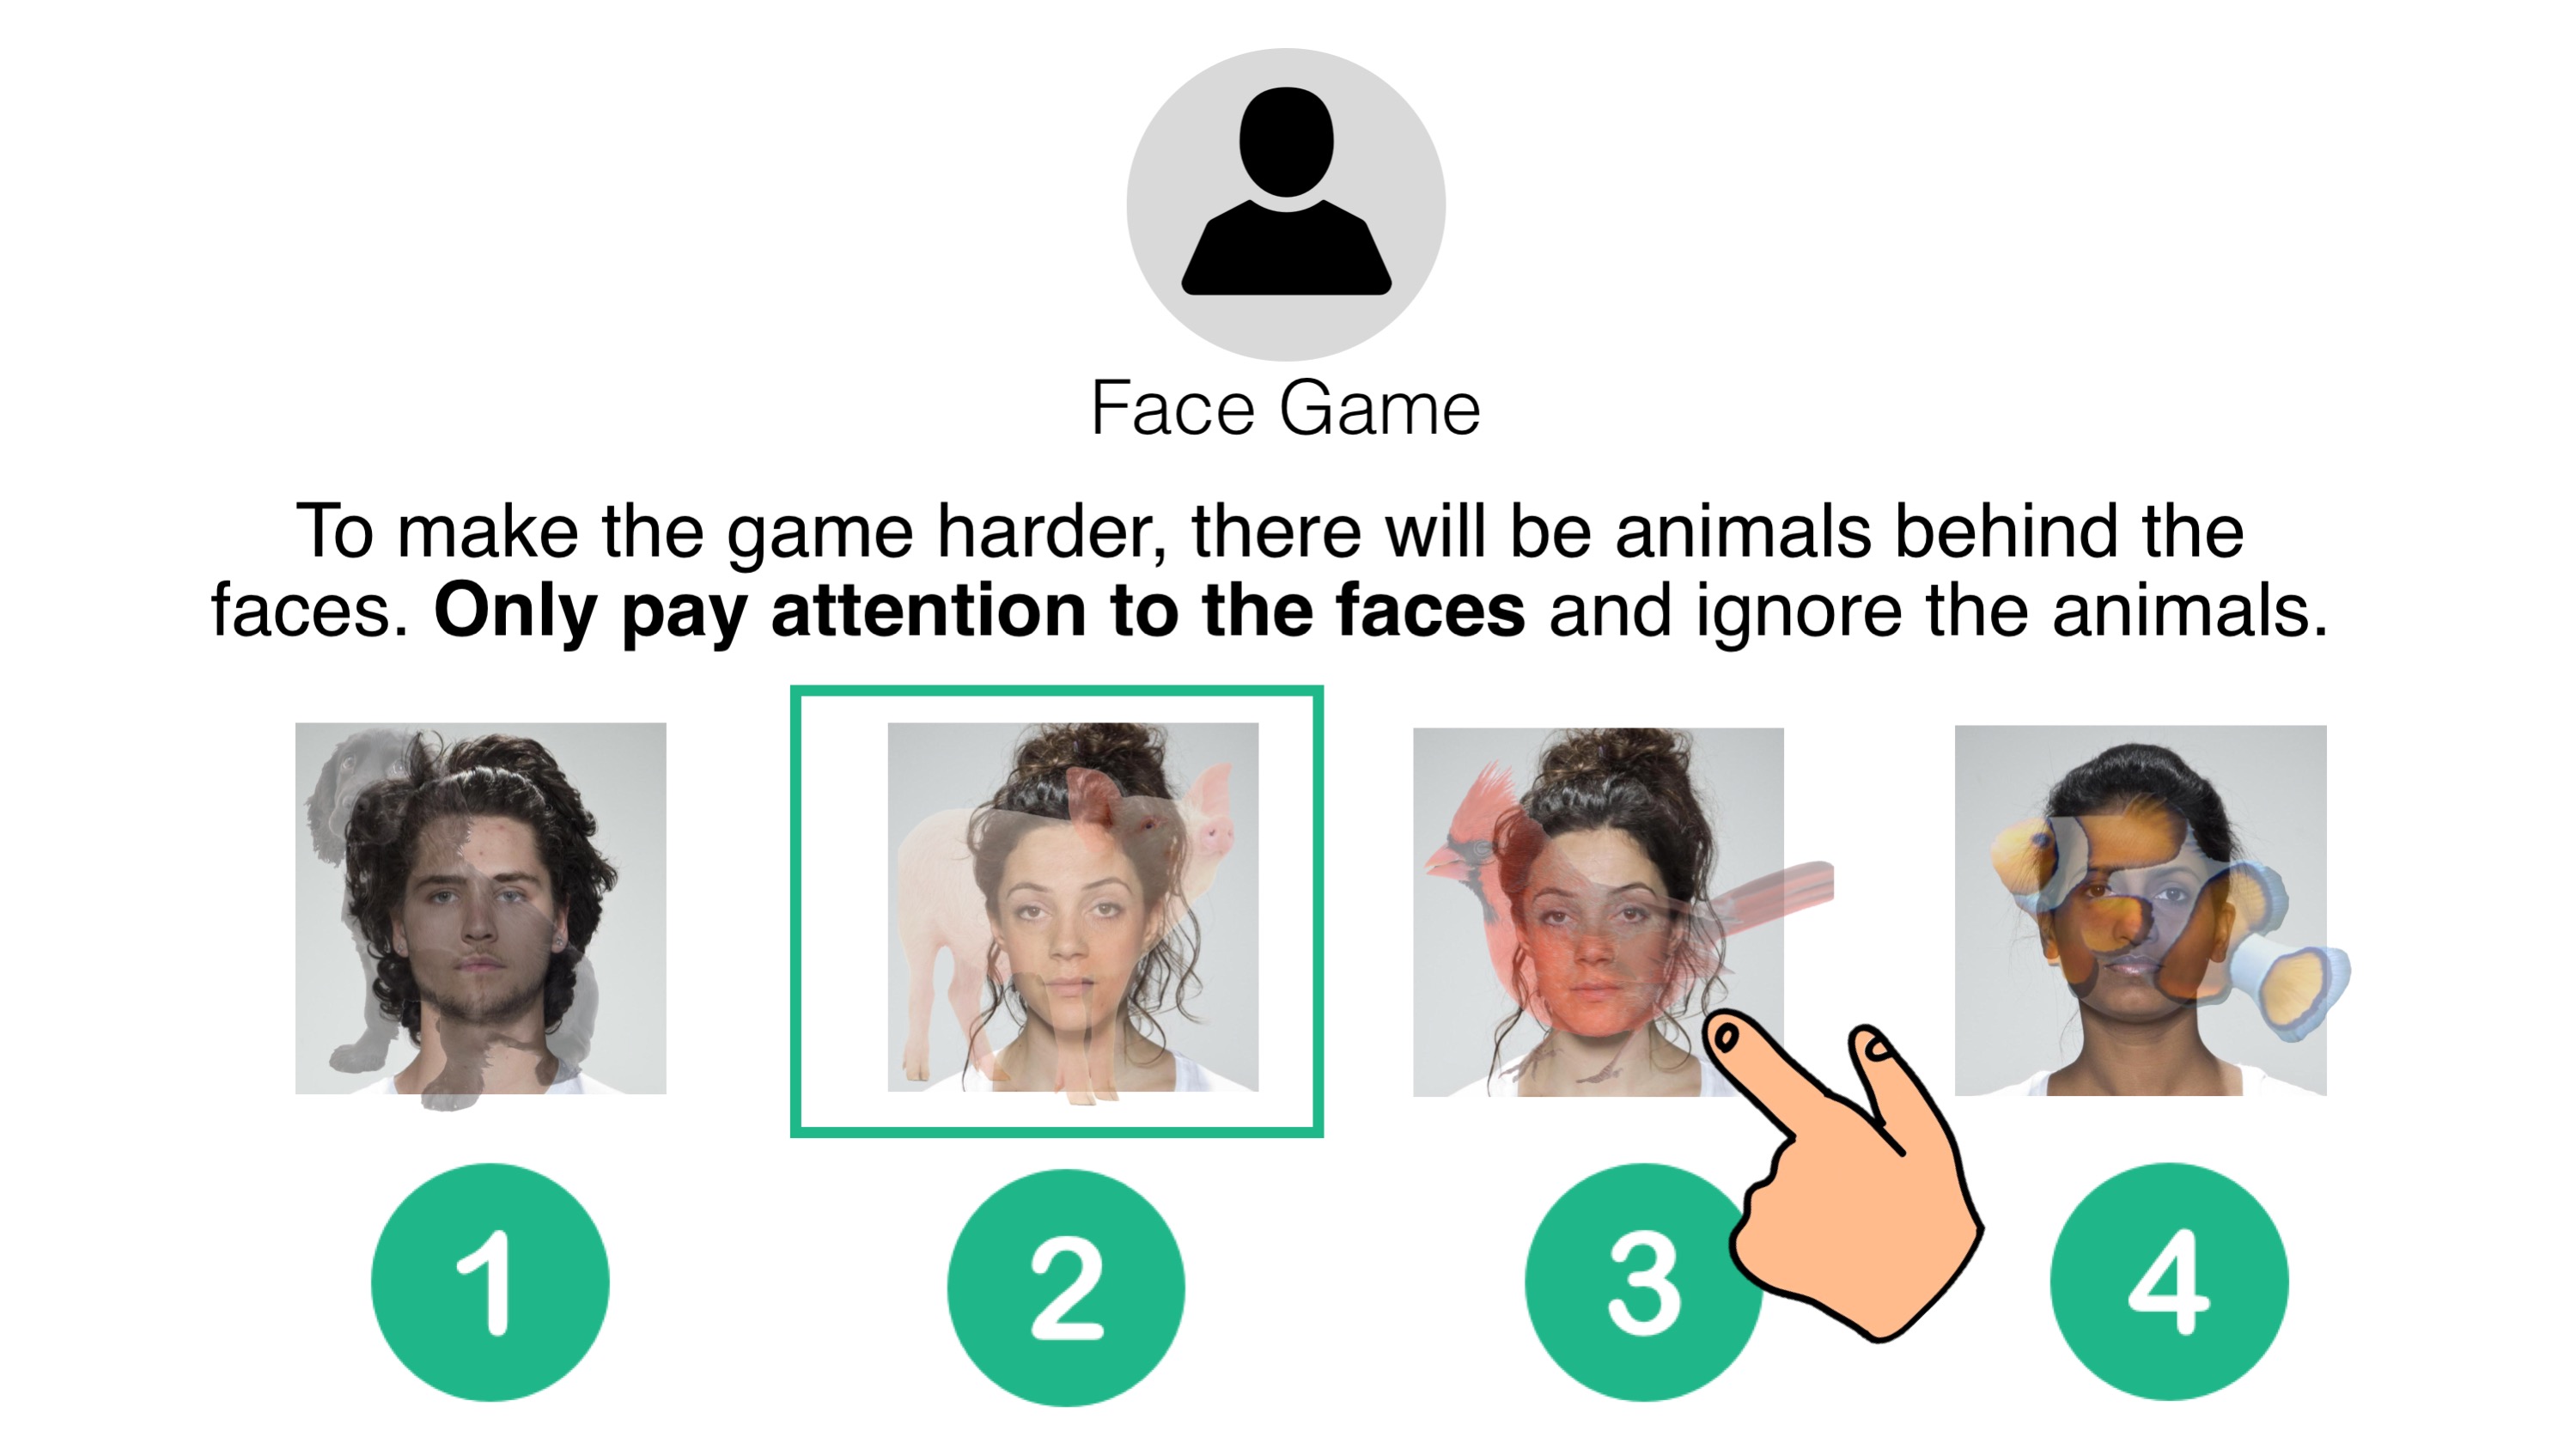 Face Game
To make the game harder, there will be animals behind the
faces. Only pay attention to the faces and ignore the animals.
1 2 3 4